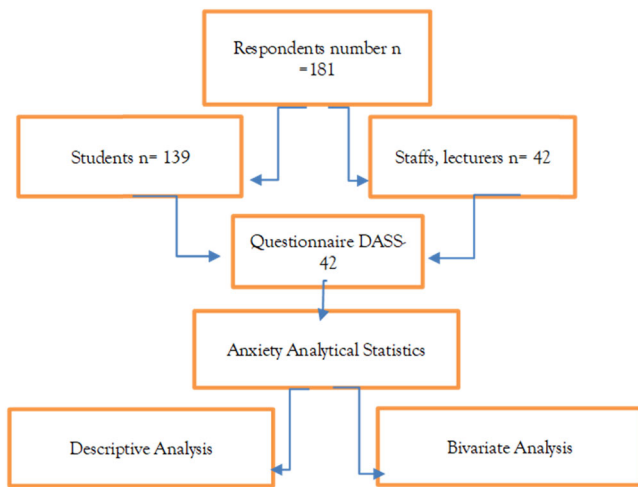 Respondents number n
=181
Students n= 139
Staffs, lecturers n= 42
Questionnaire DASS-
42
Anxiety Analytical Statistics
Descriptive Analysis
Bivariate Analysis